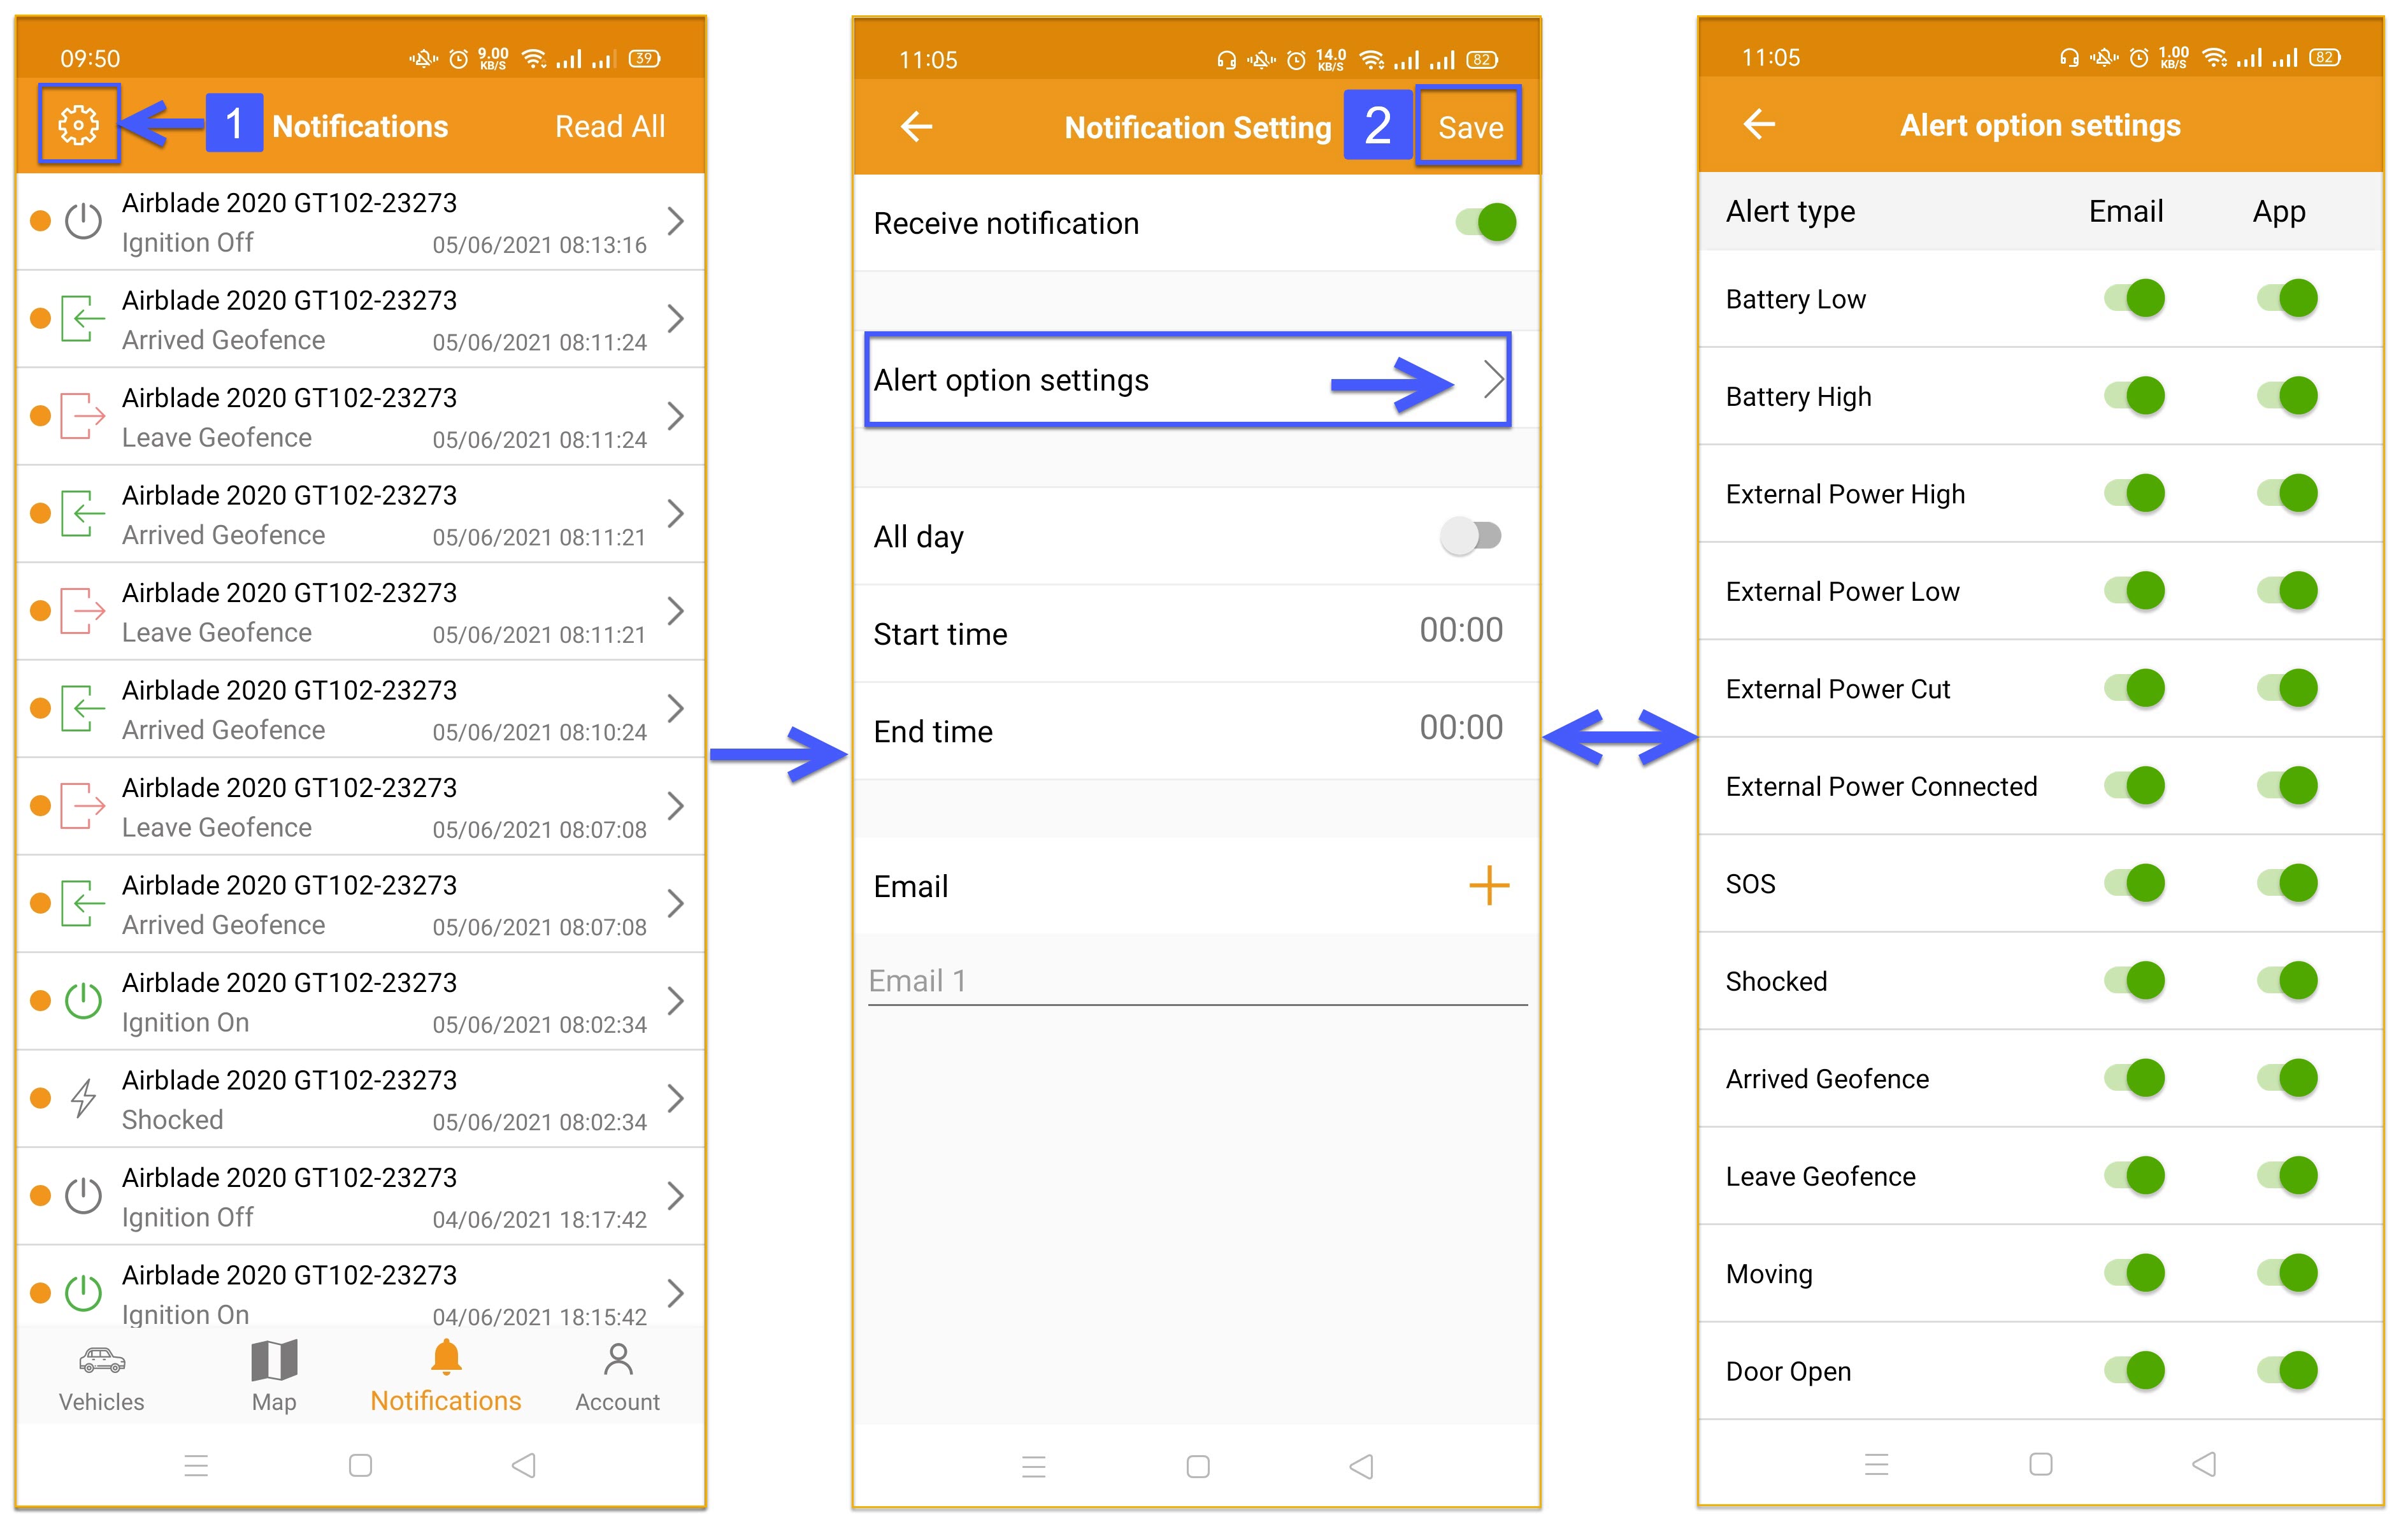 09:50
9.00
KB/S
39
1
Notifications
Read All
Airblade 2020 GT102-23273
Ignition Off
05/06/2021 08:13:16
Airblade 2020 GT102-23273
Arrived Geofence
05/06/2021 08:11:24
Airblade 2020 GT102-23273
Leave Geofence
05/06/2021 08:11:24
Airblade 2020 GT102-23273
Arrived Geofence
05/06/2021 08:11:21
Airblade 2020 GT102-23273
Leave Geofence
05/06/2021 08:11:21
Airblade 2020 GT102-23273
Arrived Geofence
05/06/2021 08:10:24
Airblade 2020 GT102-23273
Leave Geofence
05/06/2021 08:07:08
Airblade 2020 GT102-23273
Arrived Geofence
05/06/2021 08:07:08
Airblade 2020 GT102-23273
Ignition On
05/06/2021 08:02:34
Airblade 2020 GT102-23273
Shocked
05/06/2021 08:02:34
Airblade 2020 GT102-23273
Ignition Off
04/06/2021 18:17:42
Airblade 2020 GT102-23273
Ignition On
04/06/2021 18:15:42
Vehicles
Map
Notifications
Account
11:05
14.0
KB/S
82
Notification Setting
2
Save
Receive notification
Alert option settings
All day
Start time
00:00
End time
00:00
Email
Email 1
11:05
1.00
KB/S
82
Alert option settings
Alert type
Email
App
Battery Low
Battery High
External Power High
External Power Low
External Power Cut
External Power Connected
SOS
Shocked
Arrived Geofence
Leave Geofence
Moving
Door Open